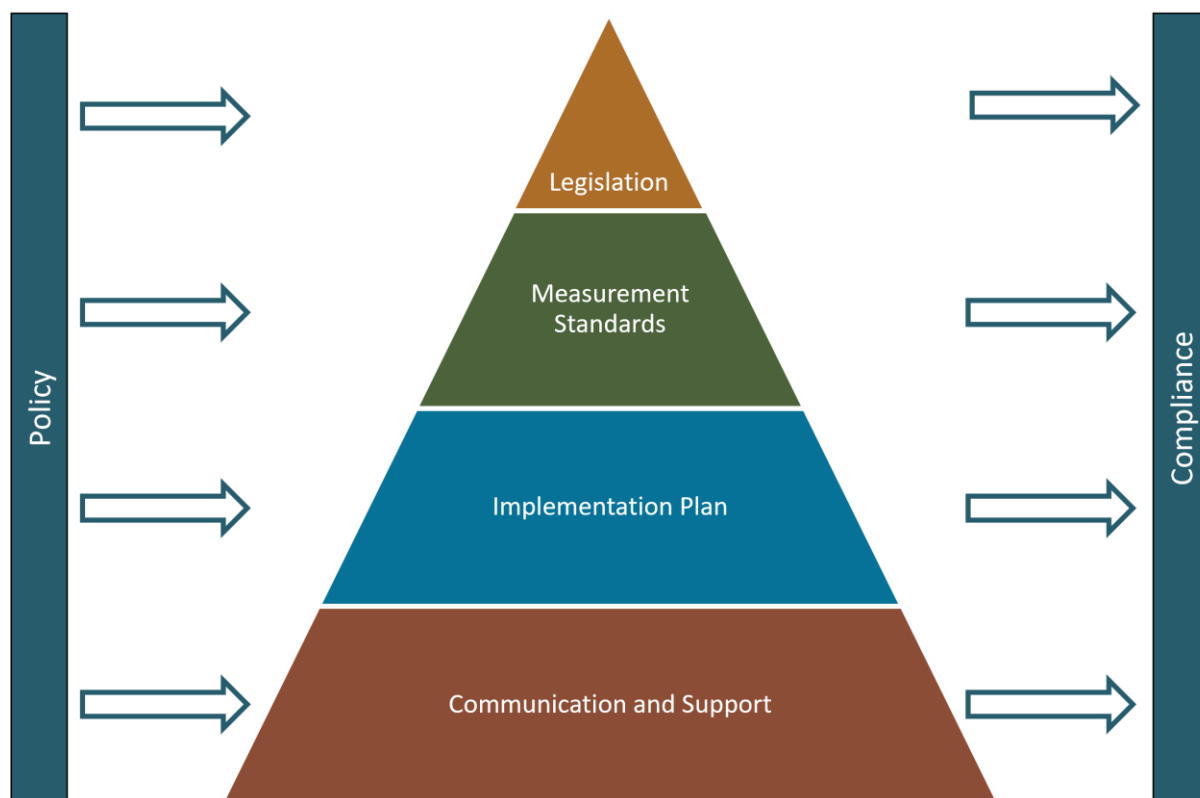 Policy
Legislation
Measurement
Standards
Implementation Plan
Communication and Support
Compliance